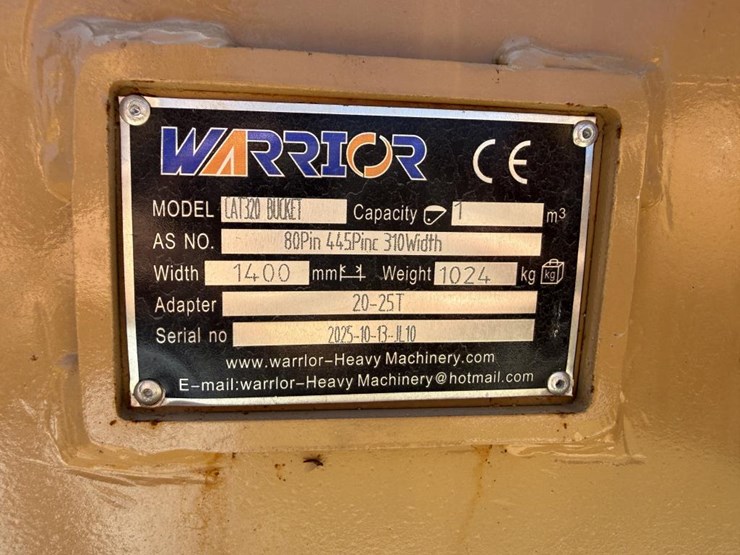 WARRIOR CE
MODEL CAT320 BUCKET Capacity 1 m³
AS NO. 80Pin 445Pinc 310Width
Width 1400 mm Weight 1024 kg kg
Adapter 20-25T
Serial no 2025-10-13-JL10
www.warrlor-Heavy Machinery.com
E-mail:warrlor-Heavy Machinery@hotmail.com